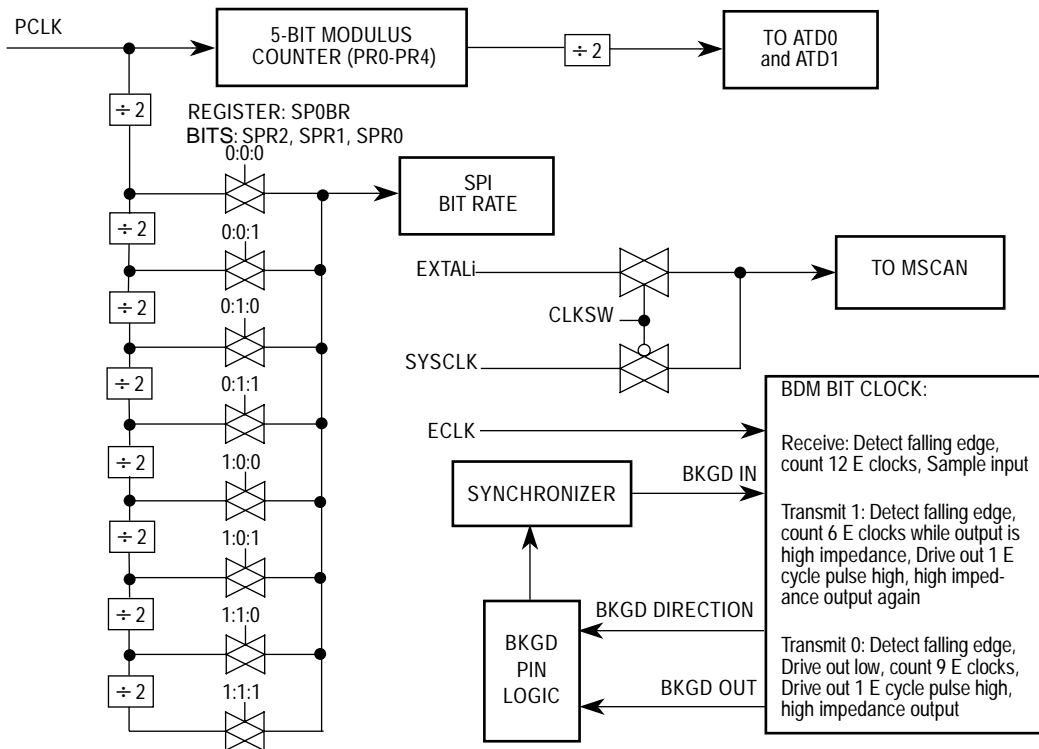 PCLK
5-BIT MODULUS
COUNTER (PR0-PR4)
÷ 2
TO ATD0
and ATD1
÷ 2
REGISTER: SP0BR
BITS: SPR2, SPR1, SPR0
0:0:0
SPI
BIT RATE
÷ 2
0:0:1
÷ 2
0:1:0
÷ 2
0:1:1
÷ 2
1:0:0
÷ 2
1:0:1
÷ 2
1:1:0
÷ 2
1:1:1
EXTALi
TO MSCAN
CLKSW
SYSCLK
ECLK
SYNCHRONIZER
BKGD IN
BKGD DIRECTION
BKGD
PIN
LOGIC
BKGD OUT
BDM BIT CLOCK:
Receive: Detect falling edge,
count 12 E clocks, Sample input
Transmit 1: Detect falling edge,
count 6 E clocks while output is
high impedance, Drive out 1 E
cycle pulse high, high imped-
ance output again
Transmit 0: Detect falling edge,
Drive out low, count 9 E clocks,
Drive out 1 E cycle pulse high,
high impedance output